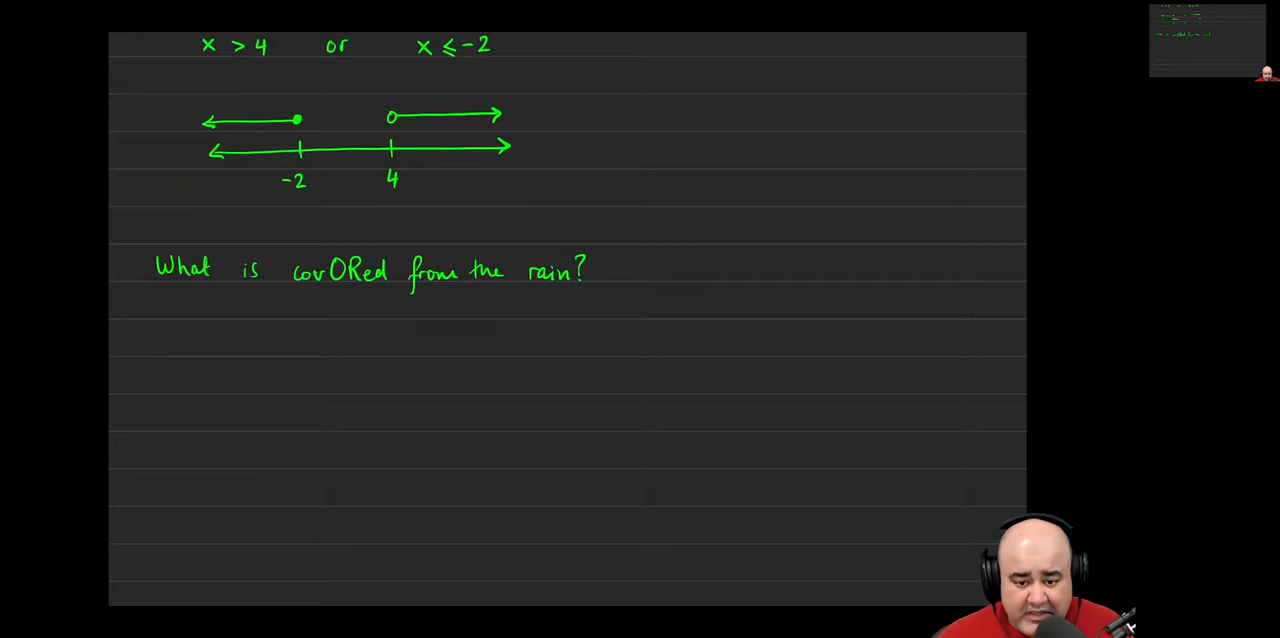 x > 4 or x ⩽ -2
-2 4
What is covORed from the rain?